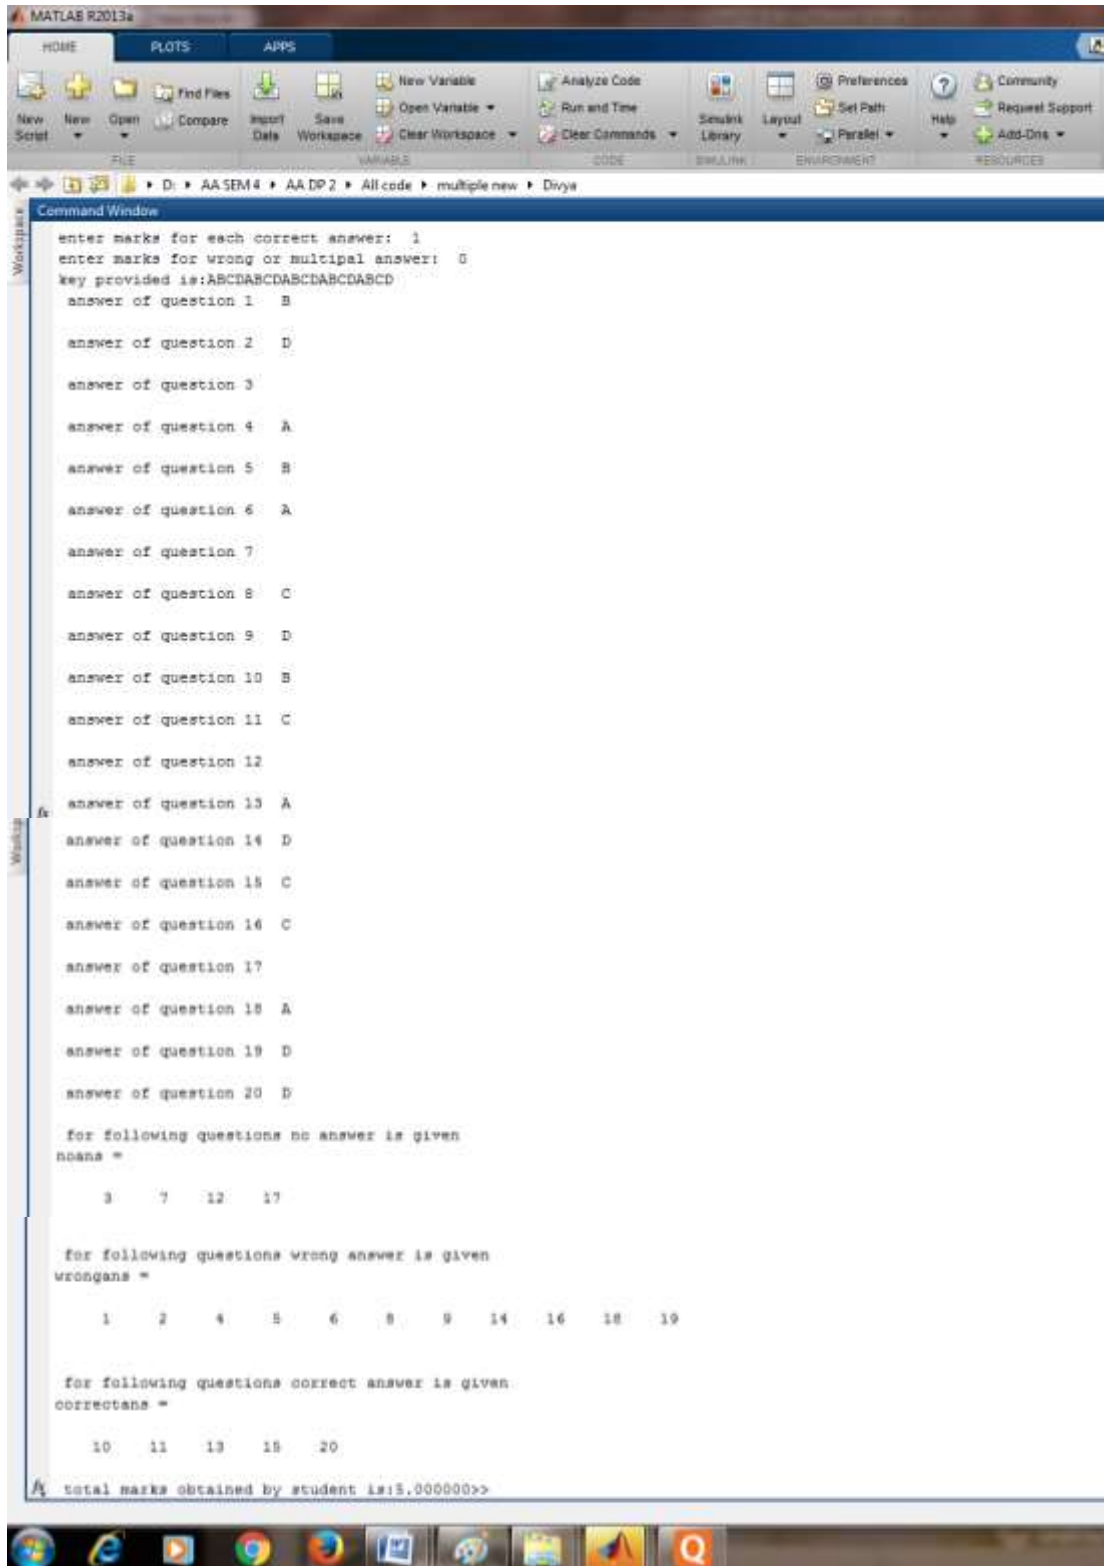 MATLAB R2013a
HOME PLOTS APPS
New Script New Open Find Files Compare Import Data Save Workspace New Variable Open Variable Clear Workspace Analyze Code Run and Time Clear Commands Simulink Library Layout Preferences Set Path Parallel Help Community Request Support Add-Ons
FILE VARIABLE CODE SIMULINK ENVIRONMENT RESOURCES
D: AA SEM 4 AA DP 2 All code multiple new Divya
Workspace
Command Window
enter marks for each correct answer: 1
enter marks for wrong or multipal answer: 0
key provided is:ABCDABCDABCDABCDABCD
answer of question 1 B
answer of question 2 D
answer of question 3
answer of question 4 A
answer of question 5 B
answer of question 6 A
answer of question 7
answer of question 8 C
answer of question 9 D
answer of question 10 B
answer of question 11 C
answer of question 12
answer of question 13 A
fx
Worksp
answer of question 14 D
answer of question 15 C
answer of question 16 C
answer of question 17
answer of question 18 A
answer of question 19 D
answer of question 20 D
for following questions no answer is given
noans =
3 7 12 17
for following questions wrong answer is given
wrongans =
1 2 4 5 6 8 9 14 16 18 19
for following questions correct answer is given
correctans =
10 11 13 15 20
fx total marks obtained by student is:5.000000>>